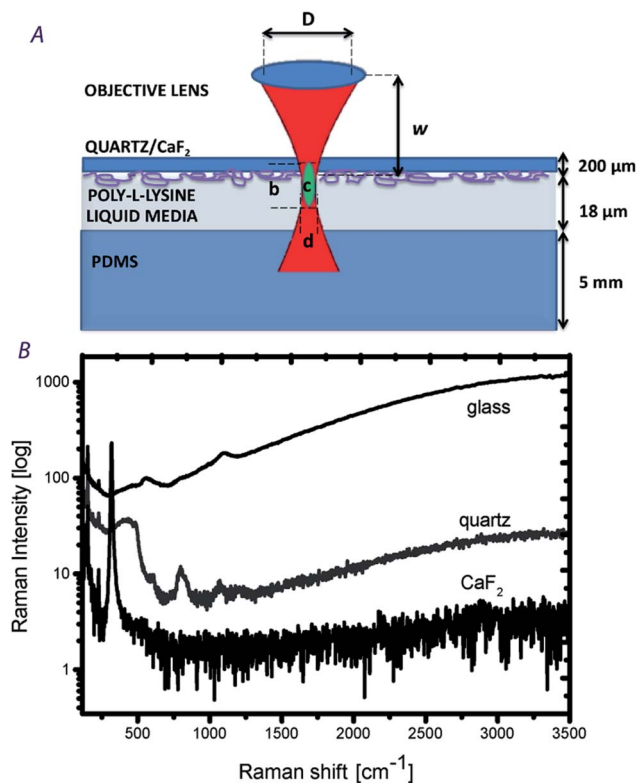 A
D
OBJECTIVE LENS
w
QUARTZ/CaF₂
200 μm
b
c
POLY-L-LYSINE
LIQUID MEDIA
18 μm
d
PDMS
5 mm
B
1000
glass
100
quartz
10
CaF₂
1
Raman Intensity [log]
500 1000 1500 2000 2500 3000 3500
Raman shift [cm⁻¹]